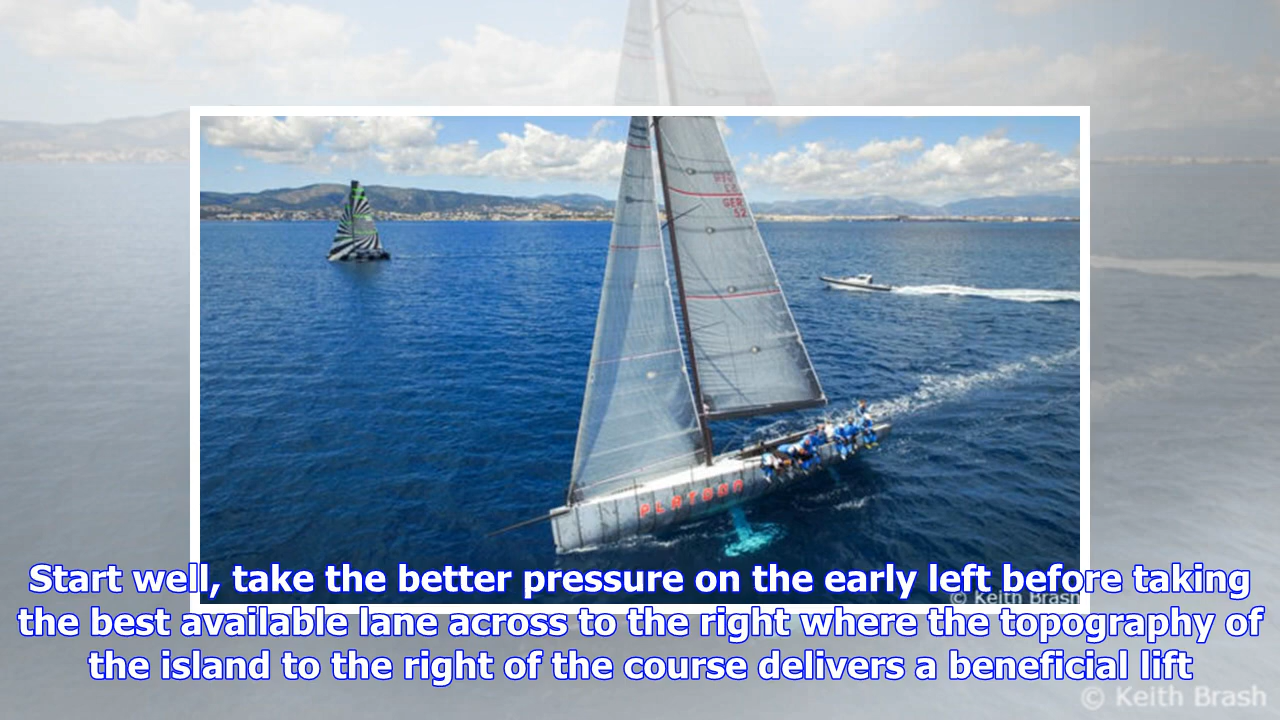 GER
52
PLATOON
© Keith Brash
Start well, take the better pressure on the early left before taking
the best available lane across to the right where the topography of
the island to the right of the course delivers a beneficial lift
© Keith Brash